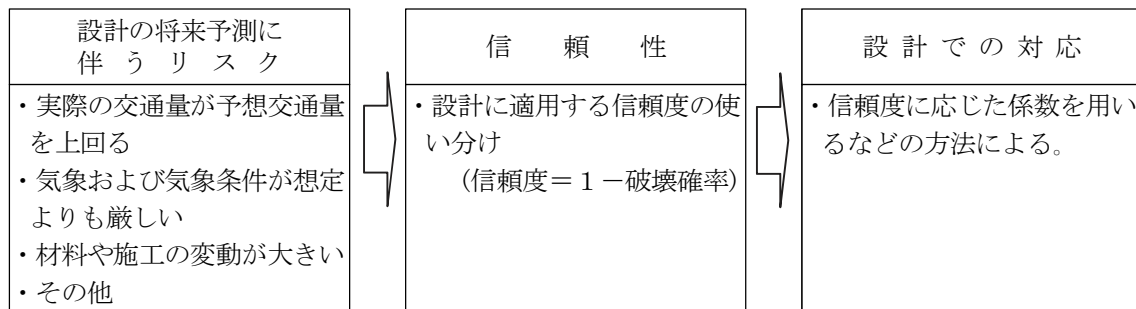 設計の将来予測に
伴うリスク
・実際の交通量が予想交通量
を上回る
・気象および気象条件が想定
よりも厳しい
・材料や施工の変動が大きい
・その他
信頼性
・設計に適用する信頼度の使
い分け
（信頼度＝１－破壊確率）
設計での対応
・信頼度に応じた係数を用い
るなどの方法による。